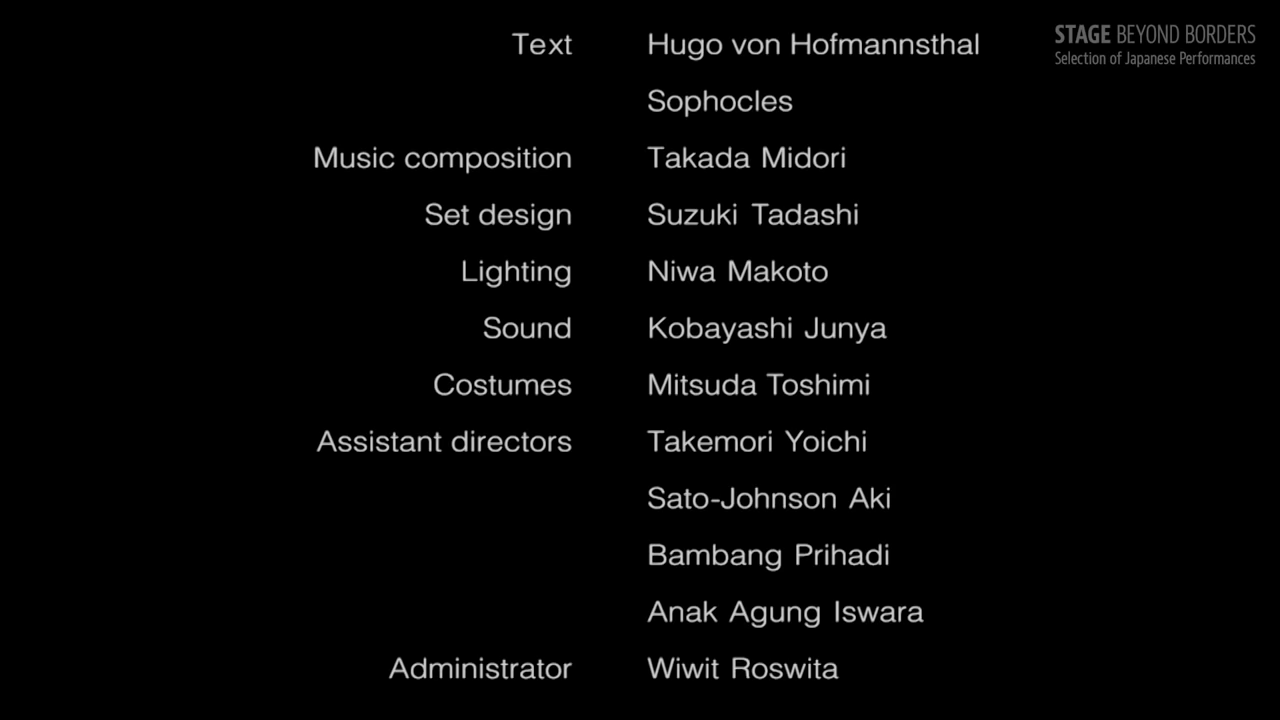 STAGE BEYOND BORDERS
Selection of Japanese Performances
Text Hugo von Hofmannsthal
Sophocles
Music composition Takada Midori
Set design Suzuki Tadashi
Lighting Niwa Makoto
Sound Kobayashi Junya
Costumes Mitsuda Toshimi
Assistant directors Takemori Yoichi
Sato-Johnson Aki
Bambang Prihadi
Anak Agung Iswara
Administrator Wiwit Roswita